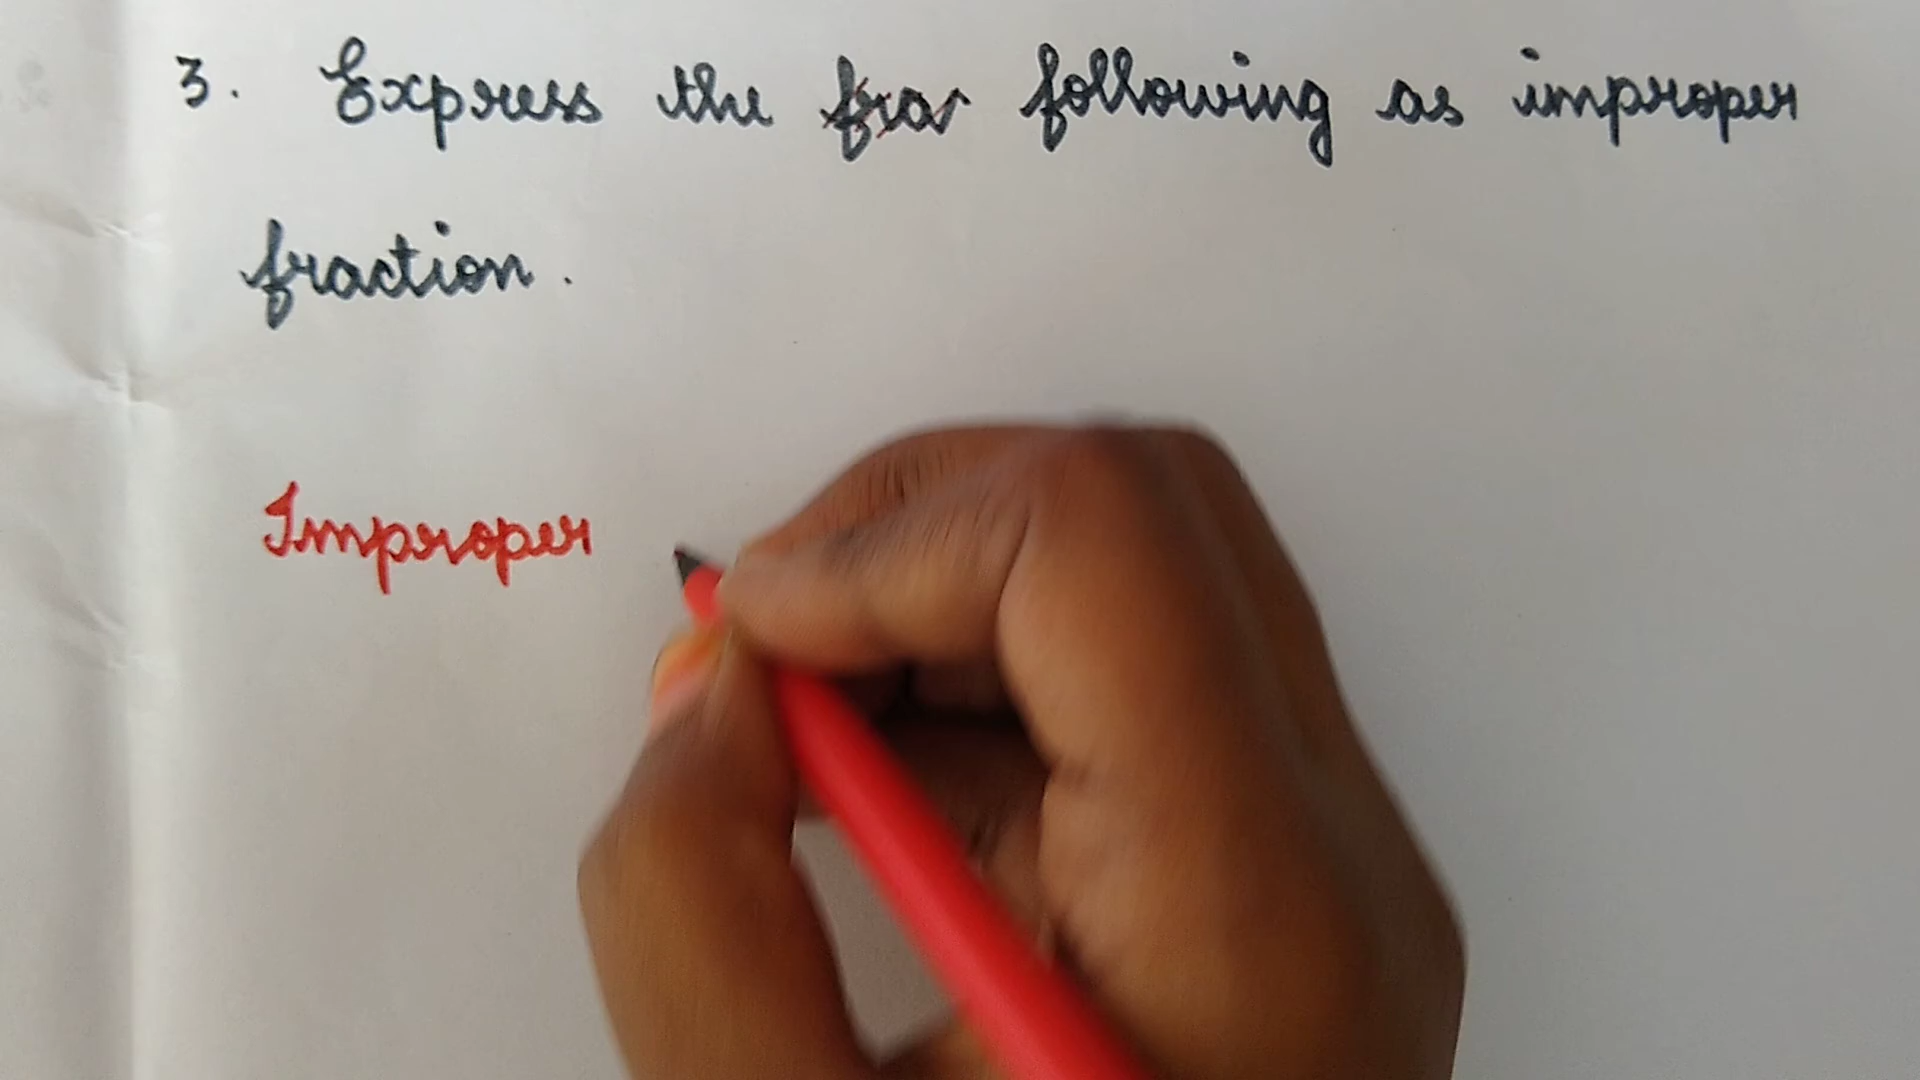 3. Express the frar following as improper
fraction.
Improper